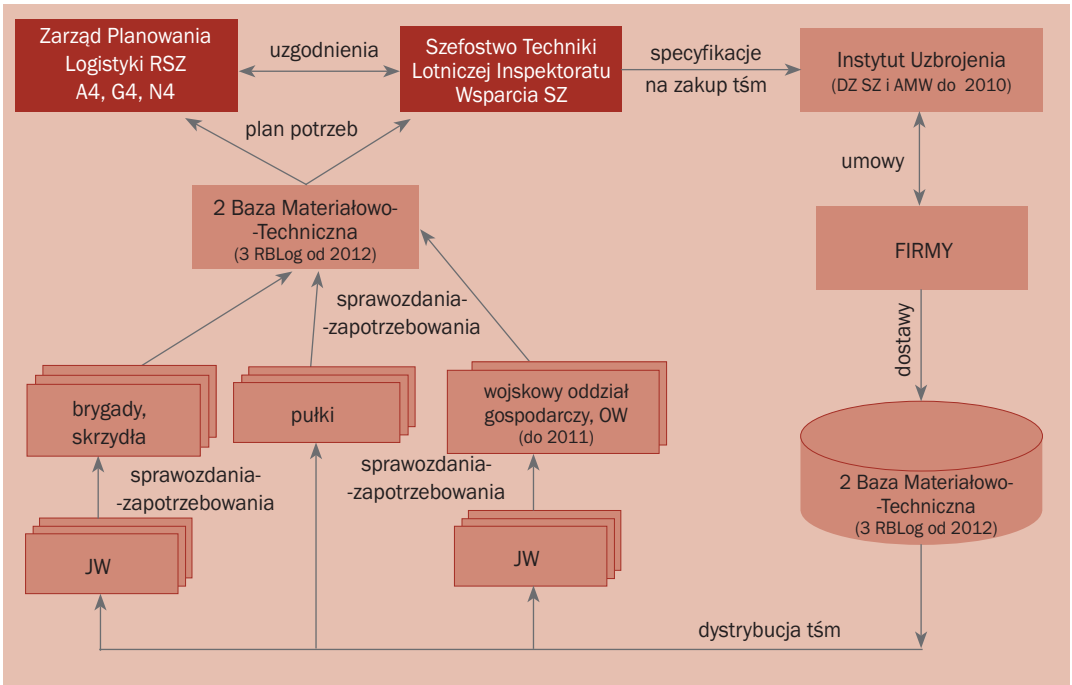 Zarząd Planowania
Logistyki RSZ
A4, G4, N4
uzgodnienia
Szefostwo Techniki
Lotniczej Inspektoratu
Wsparcia SZ
specyfikacje
na zakup tśm
Instytut Uzbrojenia
(DZ SZ i AMW do 2010)
plan potrzeb
umowy
2 Baza Materiałowo-
-Techniczna
(3 RBLog od 2012)
FIRMY
sprawozdania-
-zapotrzebowania
dostawy
brygady,
skrzydła
pułki
wojskowy oddział
gospodarczy, OW
(do 2011)
sprawozdania-
-zapotrzebowania
sprawozdania-
-zapotrzebowania
2 Baza Materiałowo-
-Techniczna
(3 RBLog od 2012)
JW
JW
dystrybucja tśm